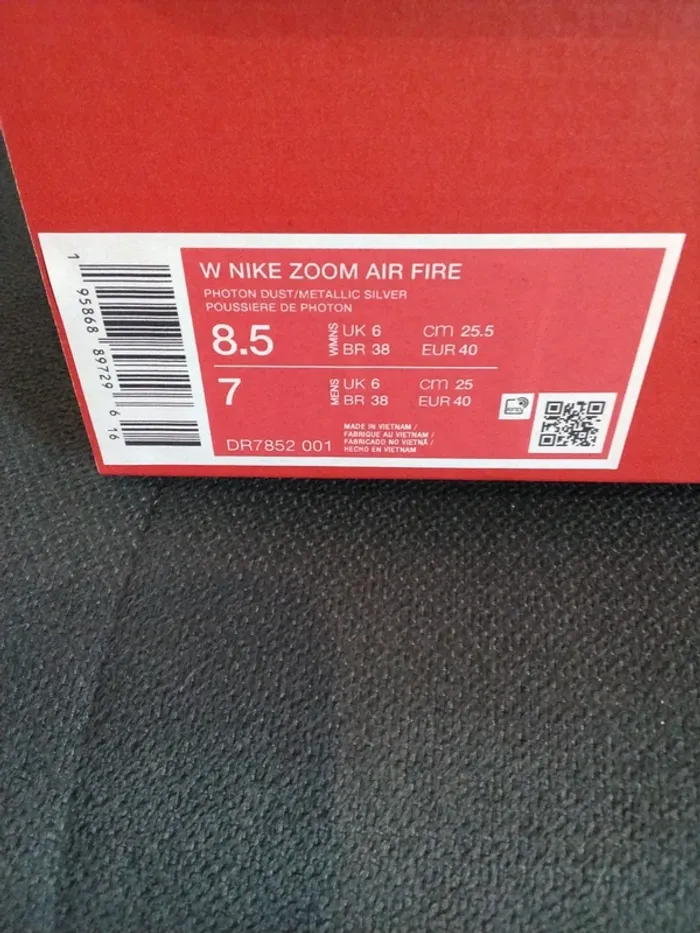 W NIKE ZOOM AIR FIRE
PHOTON DUST/METALLIC SILVER
POUSSIERE DE PHOTON
8.5 WMNS UK 6 cm 25.5
BR 38 EUR 40
7 MENS UK 6 cm 25
BR 38 EUR 40
DR7852 001
MADE IN VIETNAM /
FABRIQUE AU VIETNAM /
FABRICADO NO VIETNÃ /
HECHO EN VIETNAM
1 95868 89729 6 16